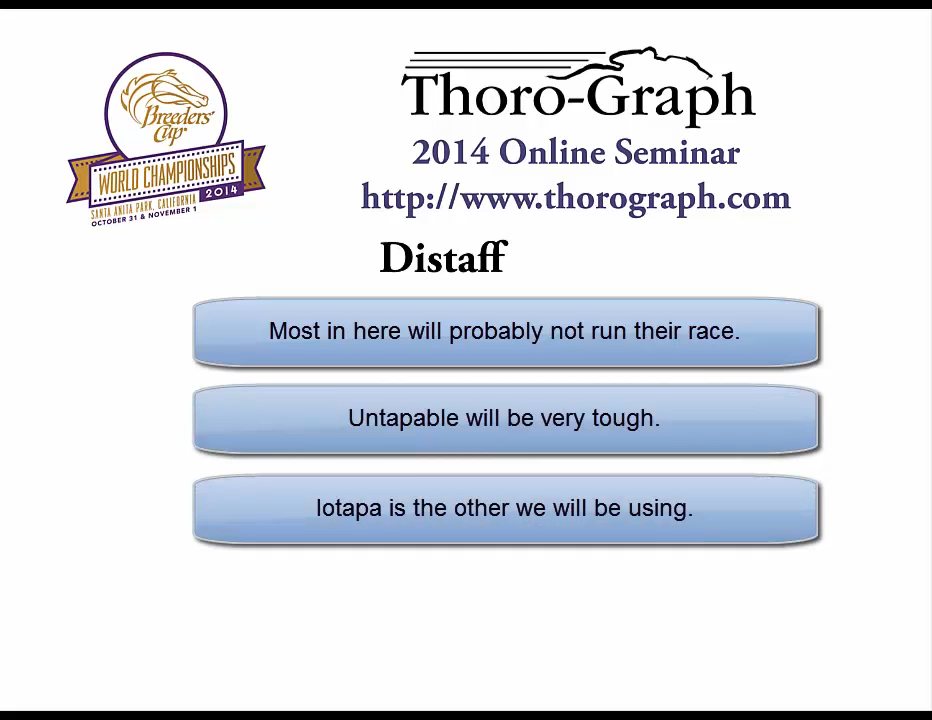 Breeders'
Cup
WORLD CHAMPIONSHIPS
SANTA ANITA PARK, CALIFORNIA 2014
OCTOBER 31 & NOVEMBER 1
Thoro-Graph
2014 Online Seminar
http://www.thorograph.com
Distaff
Most in here will probably not run their race.
Untapable will be very tough.
Iotapa is the other we will be using.